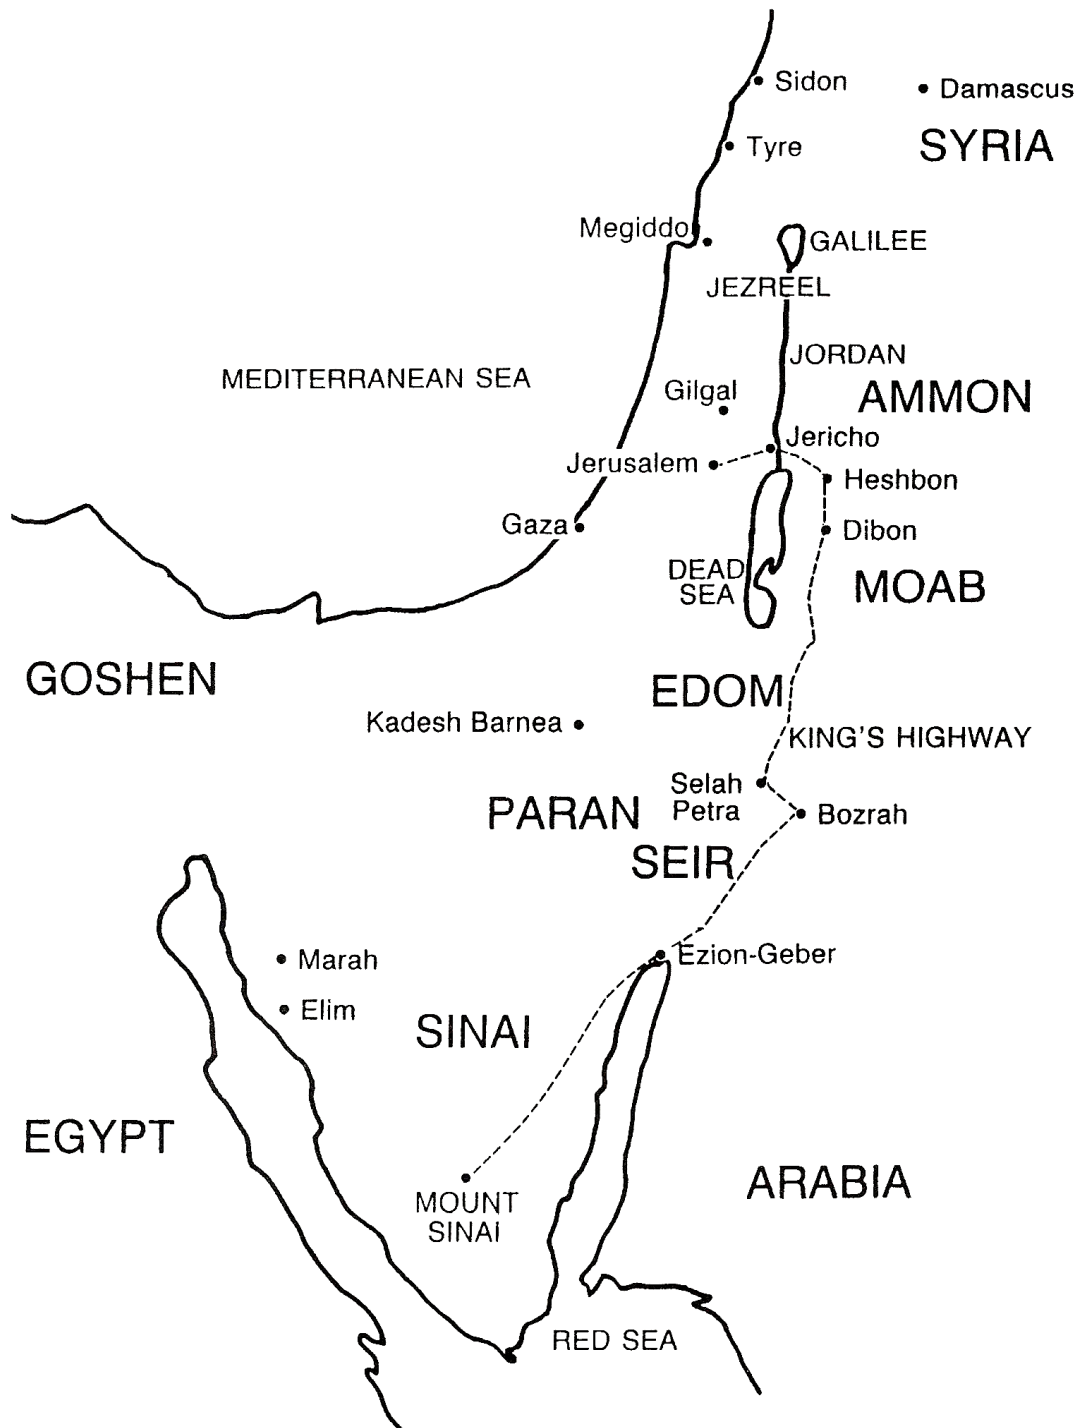 Sidon
Damascus
SYRIA
Tyre
Megiddo
GALILEE
JEZREEL
JORDAN
MEDITERRANEAN SEA
Gilgal
AMMON
Jericho
Jerusalem
Heshbon
Gaza
Dibon
DEAD
SEA
MOAB
GOSHEN
EDOM
Kadesh Barnea
KING'S HIGHWAY
Selah
Petra
PARAN
Bozrah
SEIR
Marah
Ezion-Geber
Elim
SINAI
EGYPT
ARABIA
MOUNT
SINAI
RED SEA